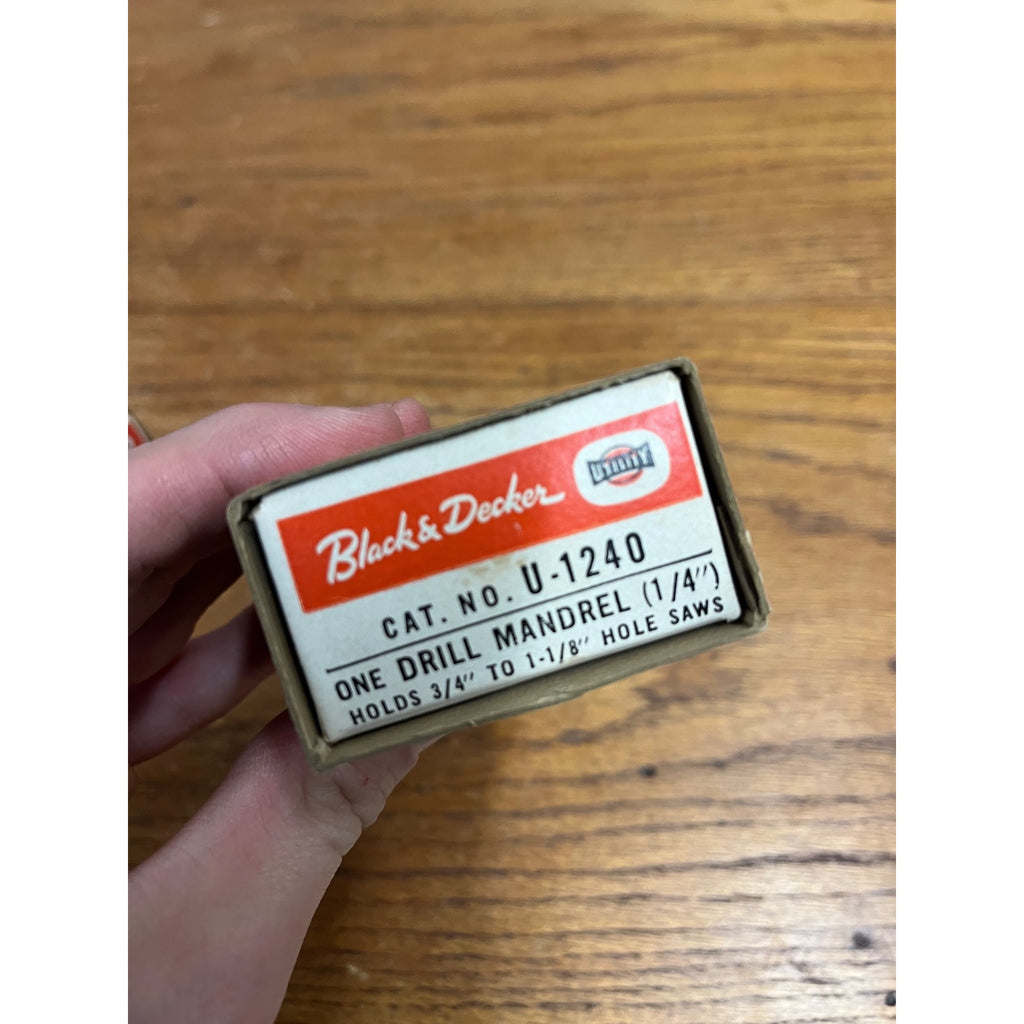 Black & Decker
UTILITY
CAT. NO. U-1240
ONE DRILL MANDREL (1/4")
HOLDS 3/4" TO 1-1/8" HOLE SAWS